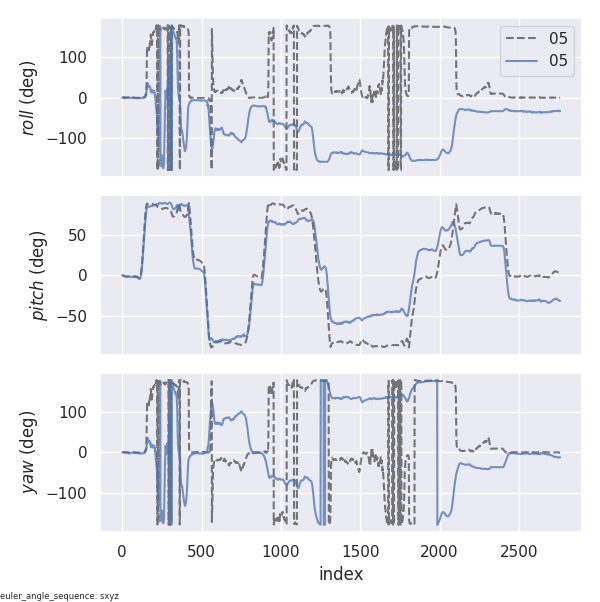 05
05
roll (deg)
100
0
−100
pitch (deg)
50
0
−50
yaw (deg)
100
0
−100
0 500 1000 1500 2000 2500
index
euler_angle_sequence: sxyz